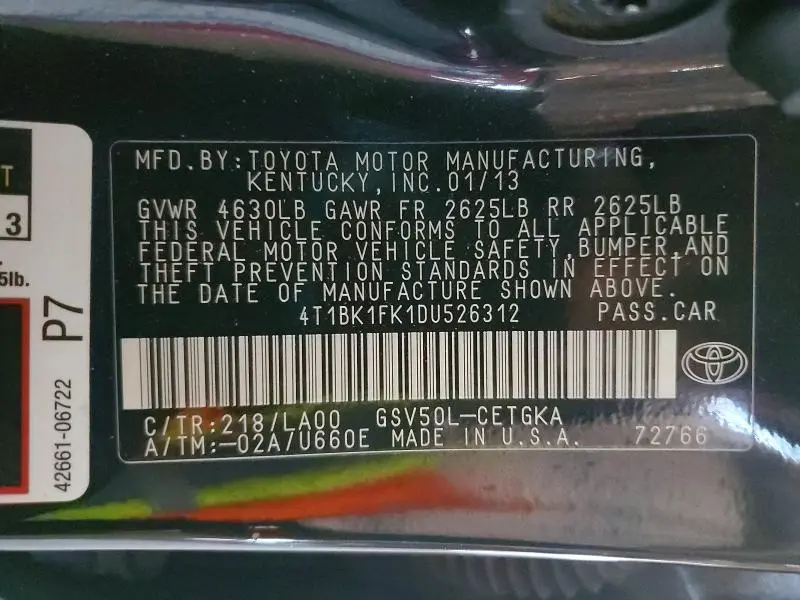 MFD.BY:TOYOTA MOTOR MANUFACTURING,
KENTUCKY,INC.01/13
GVWR 4630LB GAWR FR 2625LB RR 2625LB
THIS VEHICLE CONFORMS TO ALL APPLICABLE
FEDERAL MOTOR VEHICLE SAFETY,BUMPER,AND
THEFT PREVENTION STANDARDS IN EFFECT ON
THE DATE OF MANUFACTURE SHOWN ABOVE.
4T1BK1FK1DU526312 PASS.CAR
C/TR:218/LA00 GSV50L-CETGKA
A/TM:-02A/U660E MADE IN U.S.A. 72766
T
3
5lb.
P7
42661-06722